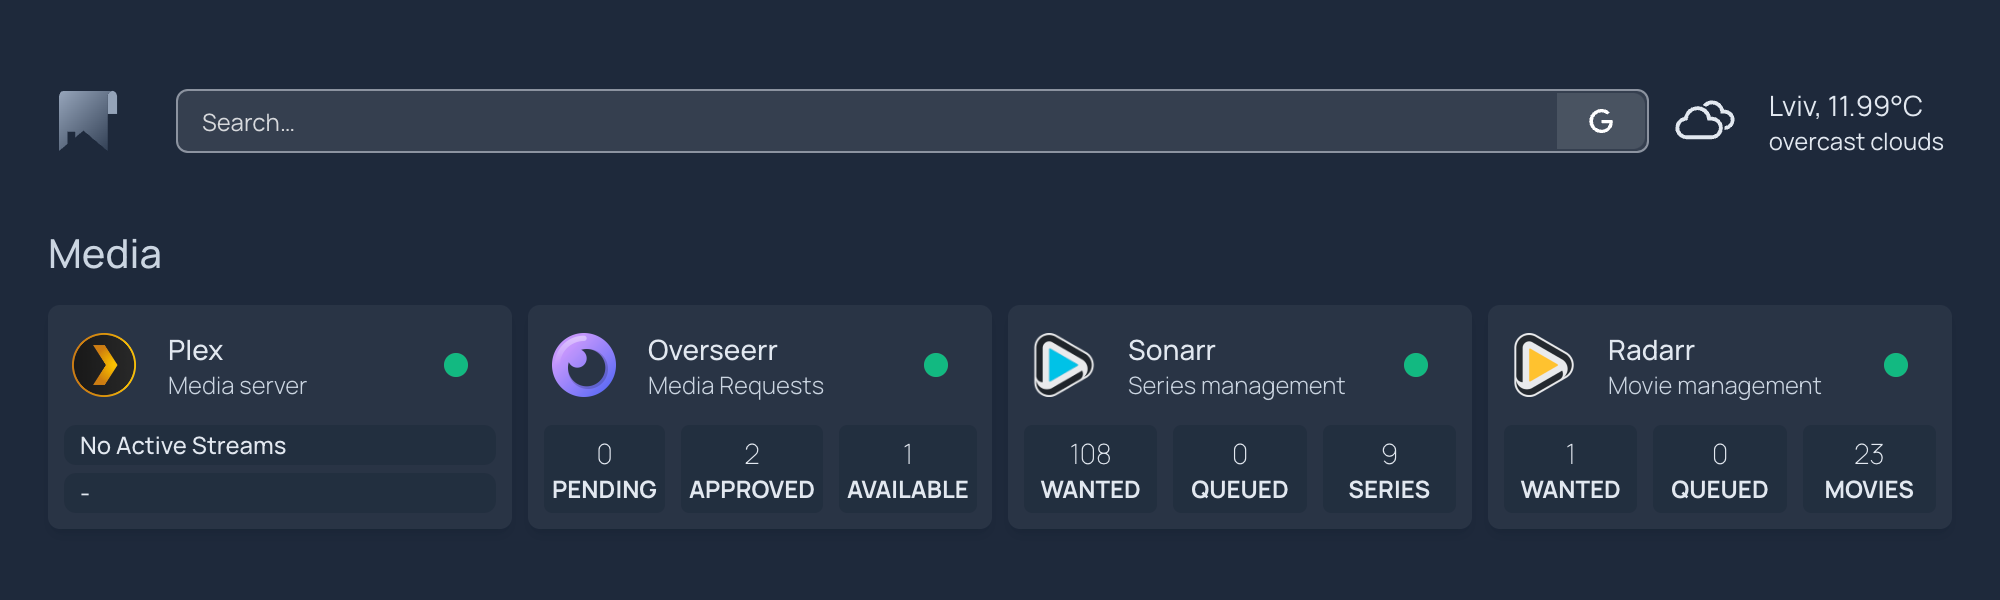 Search...
G
Lviv, 11.99°C
overcast clouds
Media
Plex
Media server
No Active Streams
-
Overseerr
Media Requests
0
PENDING
2
APPROVED
1
AVAILABLE
Sonarr
Series management
108
WANTED
0
QUEUED
9
SERIES
Radarr
Movie management
1
WANTED
0
QUEUED
23
MOVIES